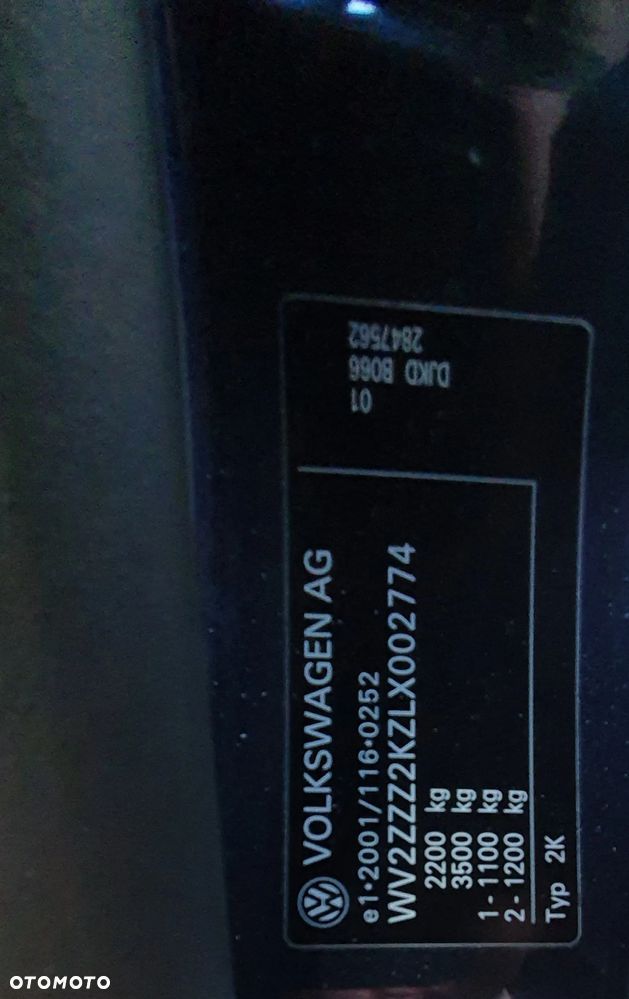 VOLKSWAGEN AG
e1*2001/116*0252
WV2ZZZ2KZLX002774
2200 kg
3500 kg
1 - 1100 kg
2 - 1200 kg
Typ 2K
01
DJKD B066
2847562
OTOMOTO